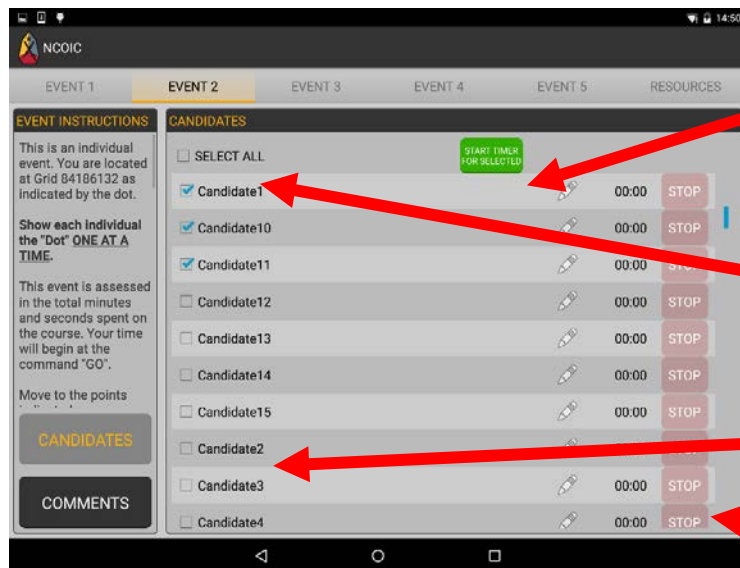 14:50
NCOIC
EVENT 1 EVENT 2 EVENT 3 EVENT 4 EVENT 5 RESOURCES
EVENT INSTRUCTIONS
This is an individual
event. You are located
at Grid 84186132 as
indicated by the dot.
Show each individual
the "Dot" ONE AT A
TIME.
This event is assessed
in the total minutes
and seconds spent on
the course. Your time
will begin at the
command "GO".
Move to the points
CANDIDATES
COMMENTS
CANDIDATES
SELECT ALL
START TIMER
FOR SELECTED
Candidate1 00:00 STOP
Candidate10 00:00 STOP
Candidate11 00:00 STOP
Candidate12 00:00 STOP
Candidate13 00:00 STOP
Candidate14 00:00 STOP
Candidate15 00:00 STOP
Candidate2
Candidate3 00:00 STOP
Candidate4 00:00 STOP